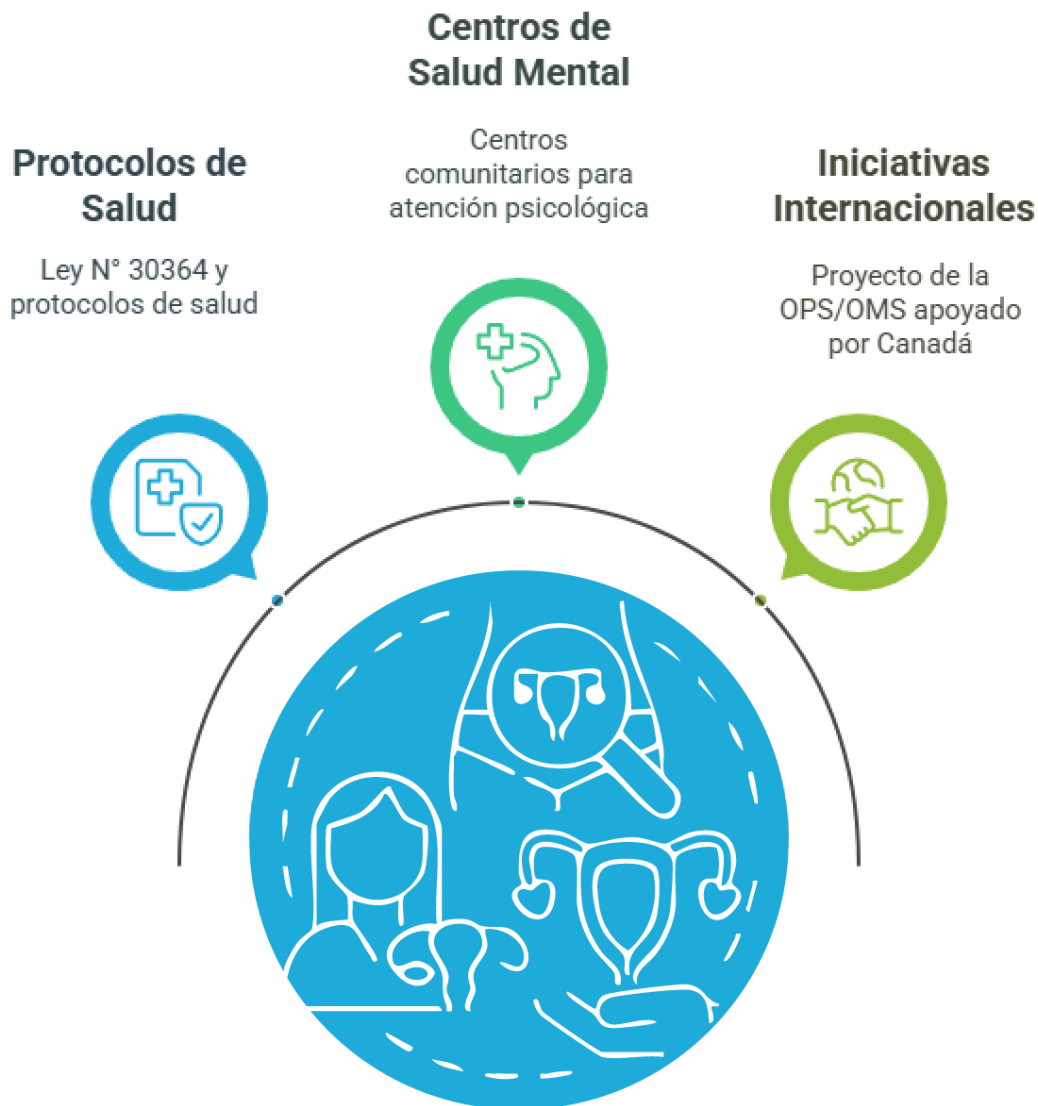 Protocolos de
Salud
Ley N° 30364 y
protocolos de salud
Centros de
Salud Mental
Centros
comunitarios para
atención psicológica
Iniciativas
Internacionales
Proyecto de la
OPS/OMS apoyado
por Canadá